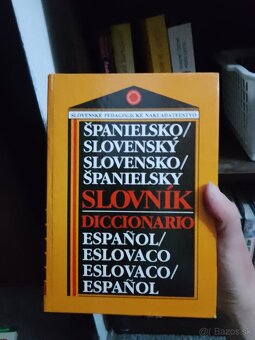 SLOVENSKÉ PEDAGOGICKÉ NAKLADATEĽSTVO
ŠPANIELSKO/
SLOVENSKÝ
SLOVENSKO/
ŠPANIELSKY
SLOVNÍK
DICCIONARIO
ESPAÑOL/
ESLOVACO
ESLOVACO/
ESPAÑOL
Bazos.sk